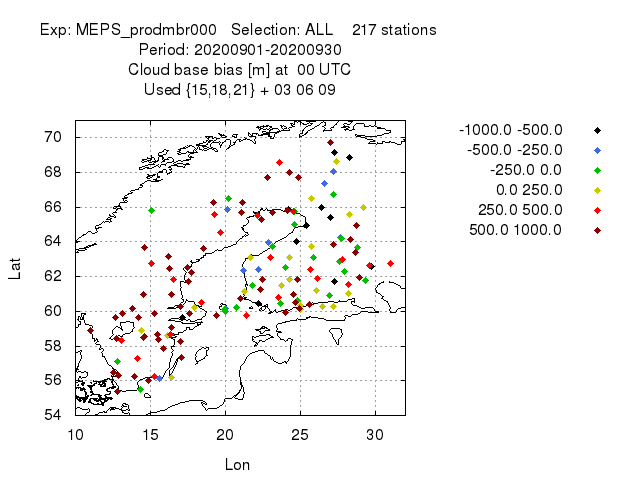 Exp: MEPS_prodmbr000   Selection: ALL    217 stations
Period: 20200901-20200930
Cloud base bias [m] at  00 UTC
Used {15,18,21} + 03 06 09
70
68
66
64
62
60
58
56
54
Lat
10 15 20 25 30
Lon
-1000.0 -500.0
-500.0 -250.0
-250.0 0.0
0.0 250.0
250.0 500.0
500.0 1000.0